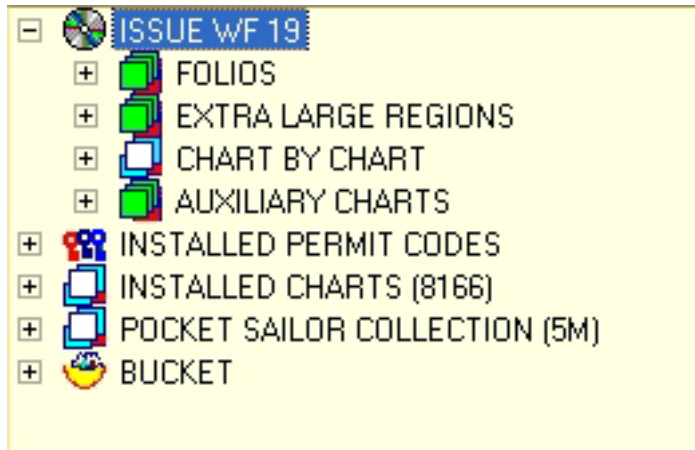 ISSUE WF 19
FOLIOS
EXTRA LARGE REGIONS
CHART BY CHART
AUXILIARY CHARTS
INSTALLED PERMIT CODES
INSTALLED CHARTS (8166)
POCKET SAILOR COLLECTION (5M)
BUCKET